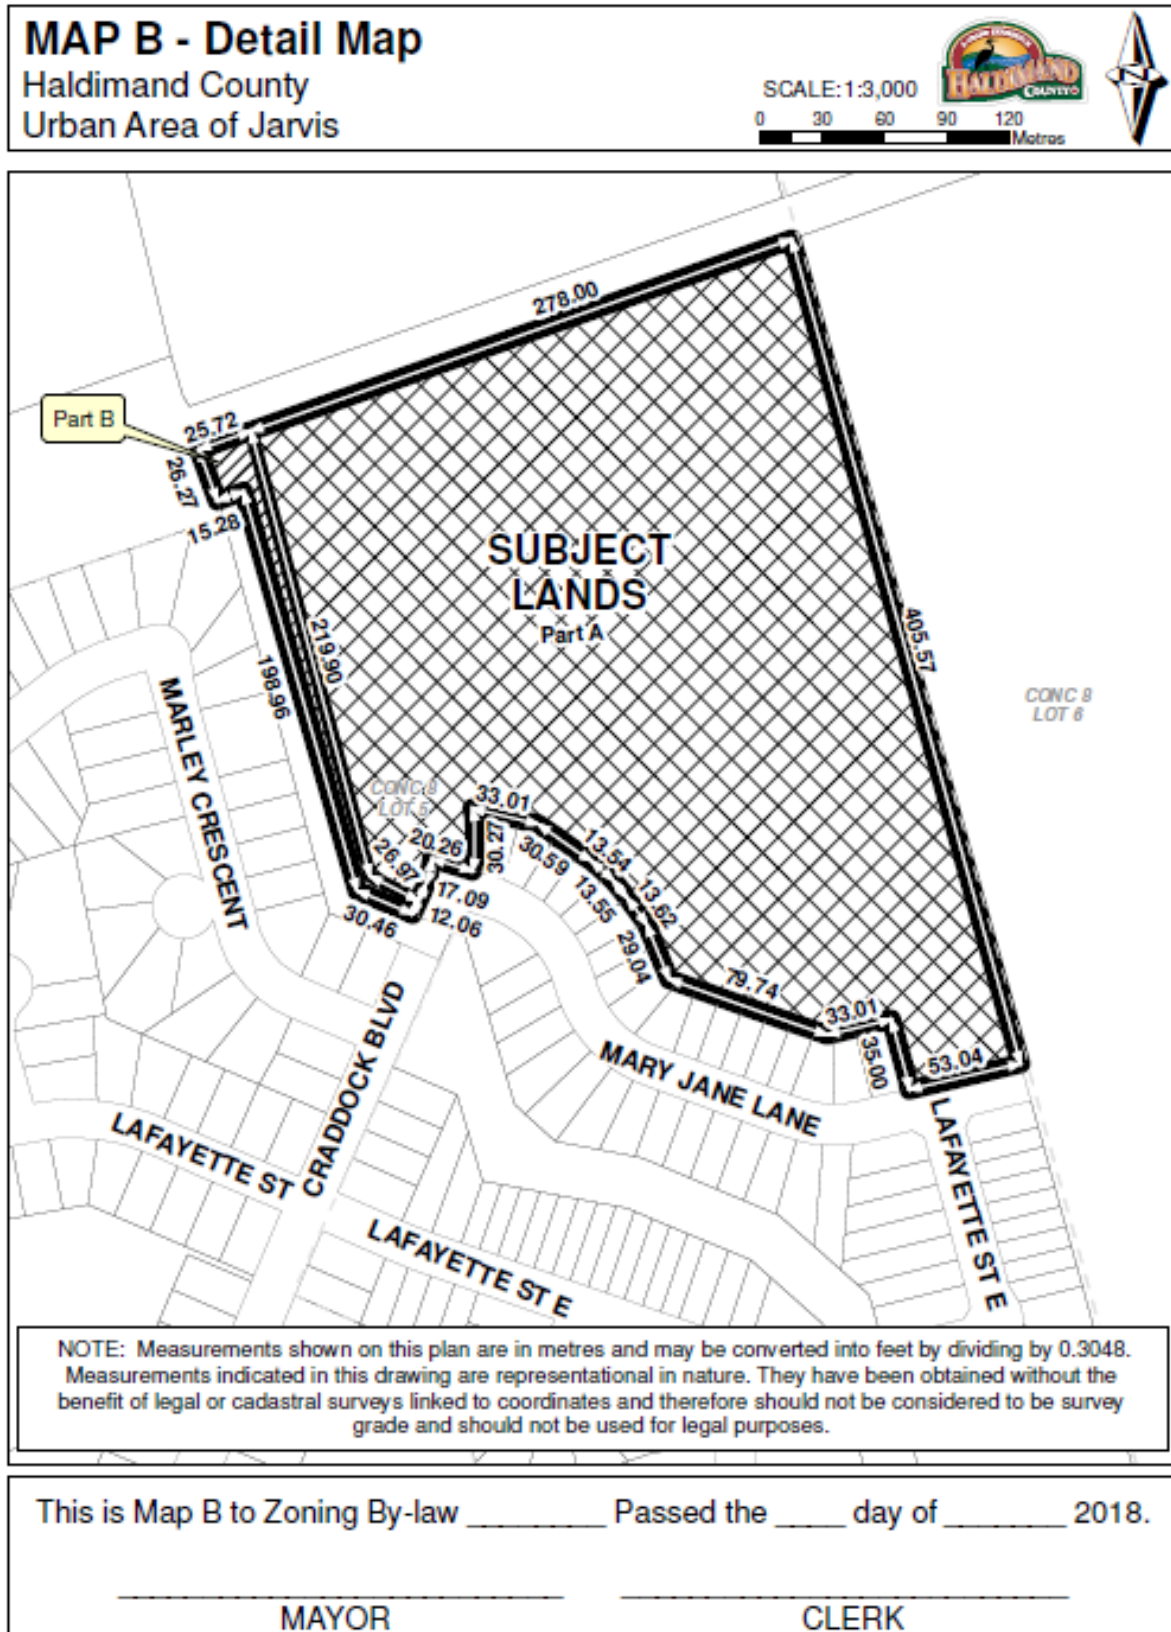 MAP B - Detail Map
Haldimand County
Urban Area of Jarvis
SCALE:1:3,000
0 30 60 90 120
Metres
HALDIMAND
COUNTY
N
278.00
Part B
25.72
26.27
15.28
SUBJECT
LANDS
Part A
219.90
198.96
405.57
CONC 8
LOT 6
MARLEY CRESCENT
CONC 8
LOT 5
33.01
20.26
30.27
26.97
30.59
13.54
17.09
13.55
13.62
30.46
12.06
29.04
79.74
33.01
35.00
53.04
CRADDOCK BLVD
MARY JANE LANE
LAFAYETTE ST
LAFAYETTE ST E
LAFAYETTE ST E
NOTE: Measurements shown on this plan are in metres and may be converted into feet by dividing by 0.3048.
Measurements indicated in this drawing are representational in nature. They have been obtained without the
benefit of legal or cadastral surveys linked to coordinates and therefore should not be considered to be survey
grade and should not be used for legal purposes.
This is Map B to Zoning By-law ________ Passed the ____ day of _______ 2018.
MAYOR
CLERK